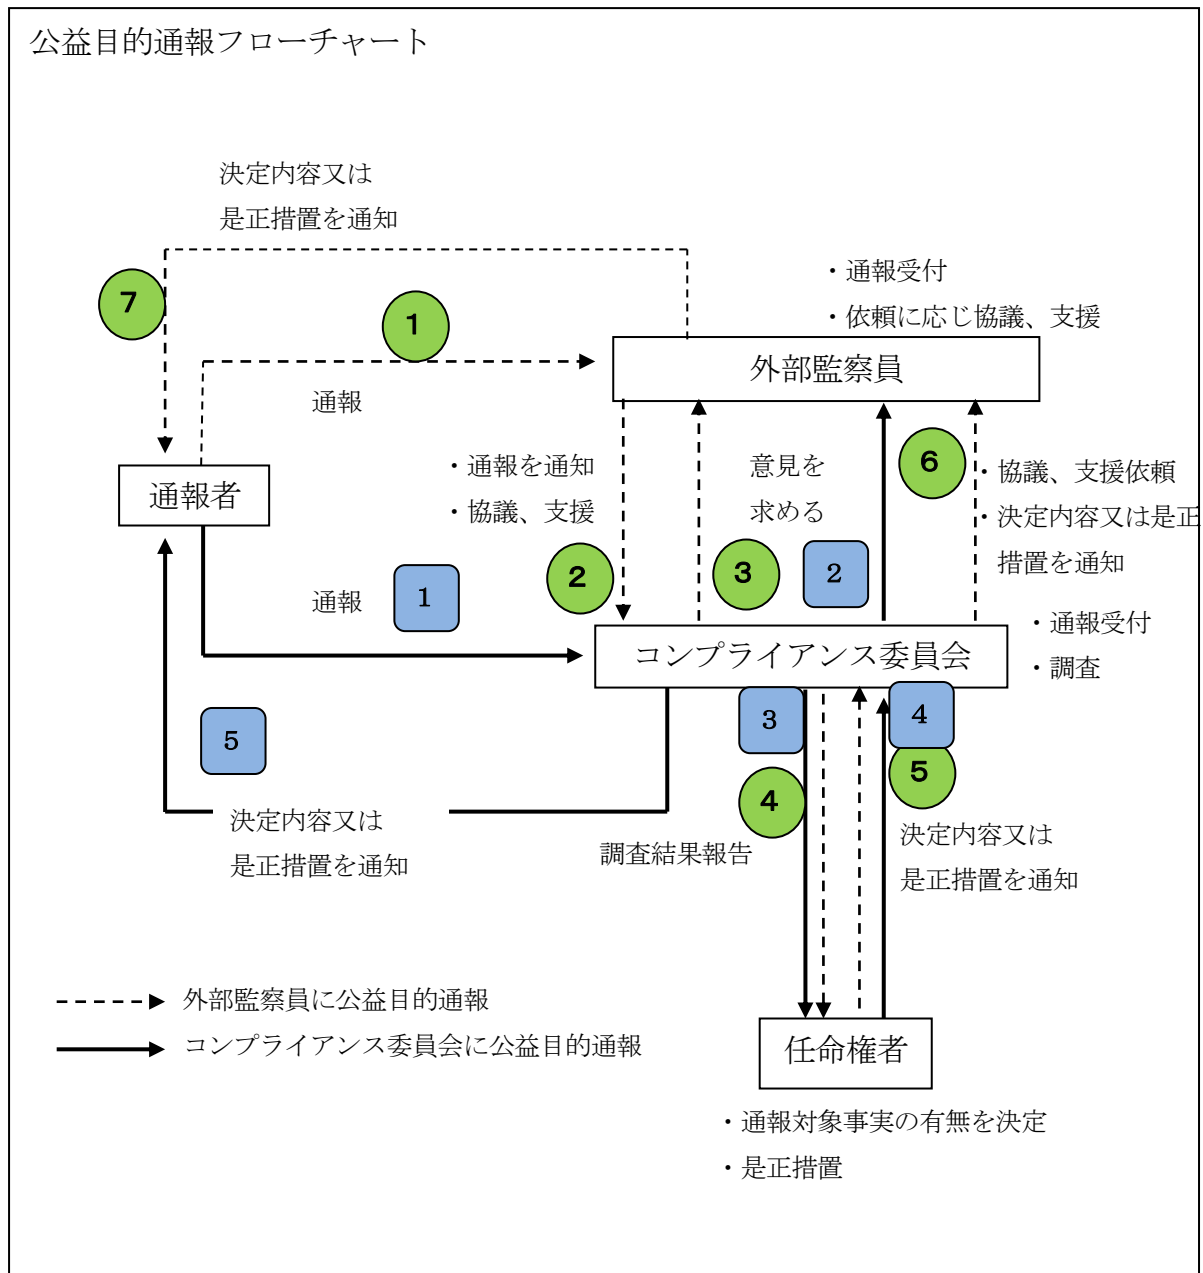 公益目的通報フローチャート
決定内容又は
是正措置を通知
・通報受付
・依頼に応じ協議、支援
7
1
外部監察員
通報
・通報を通知
・協議、支援
意見を
求める
6
・協議、支援依頼
・決定内容又は是正
措置を通知
通報者
2
3
2
通報
1
・通報受付
・調査
コンプライアンス委員会
5
3
4
4
5
決定内容又は
是正措置を通知
調査結果報告
決定内容又は
是正措置を通知
外部監察員に公益目的通報
コンプライアンス委員会に公益目的通報
任命権者
・通報対象事実の有無を決定
・是正措置